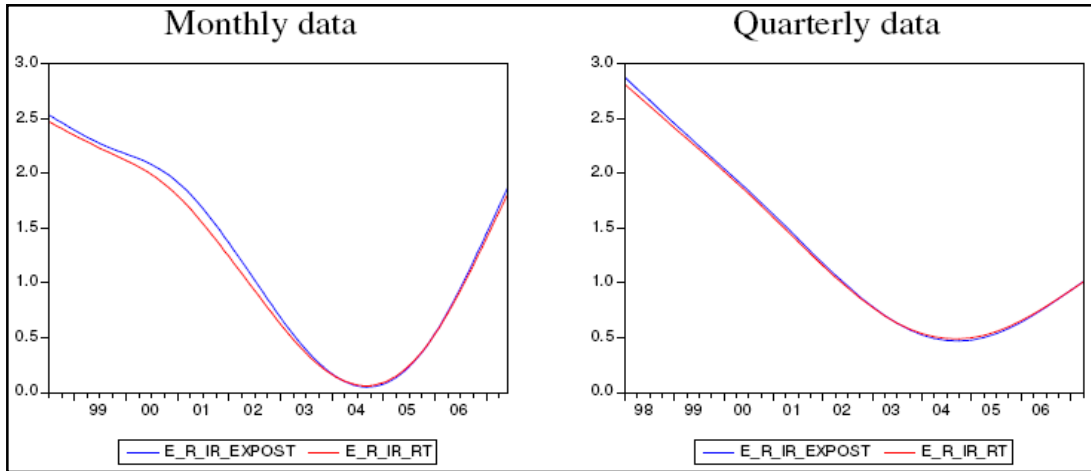 Monthly data
3.0
2.5
2.0
1.5
1.0
0.5
0.0
99 00 01 02 03 04 05 06
E_R_IR_EXPOST E_R_IR_RT
Quarterly data
3.0
2.5
2.0
1.5
1.0
0.5
0.0
98 99 00 01 02 03 04 05 06
E_R_IR_EXPOST E_R_IR_RT